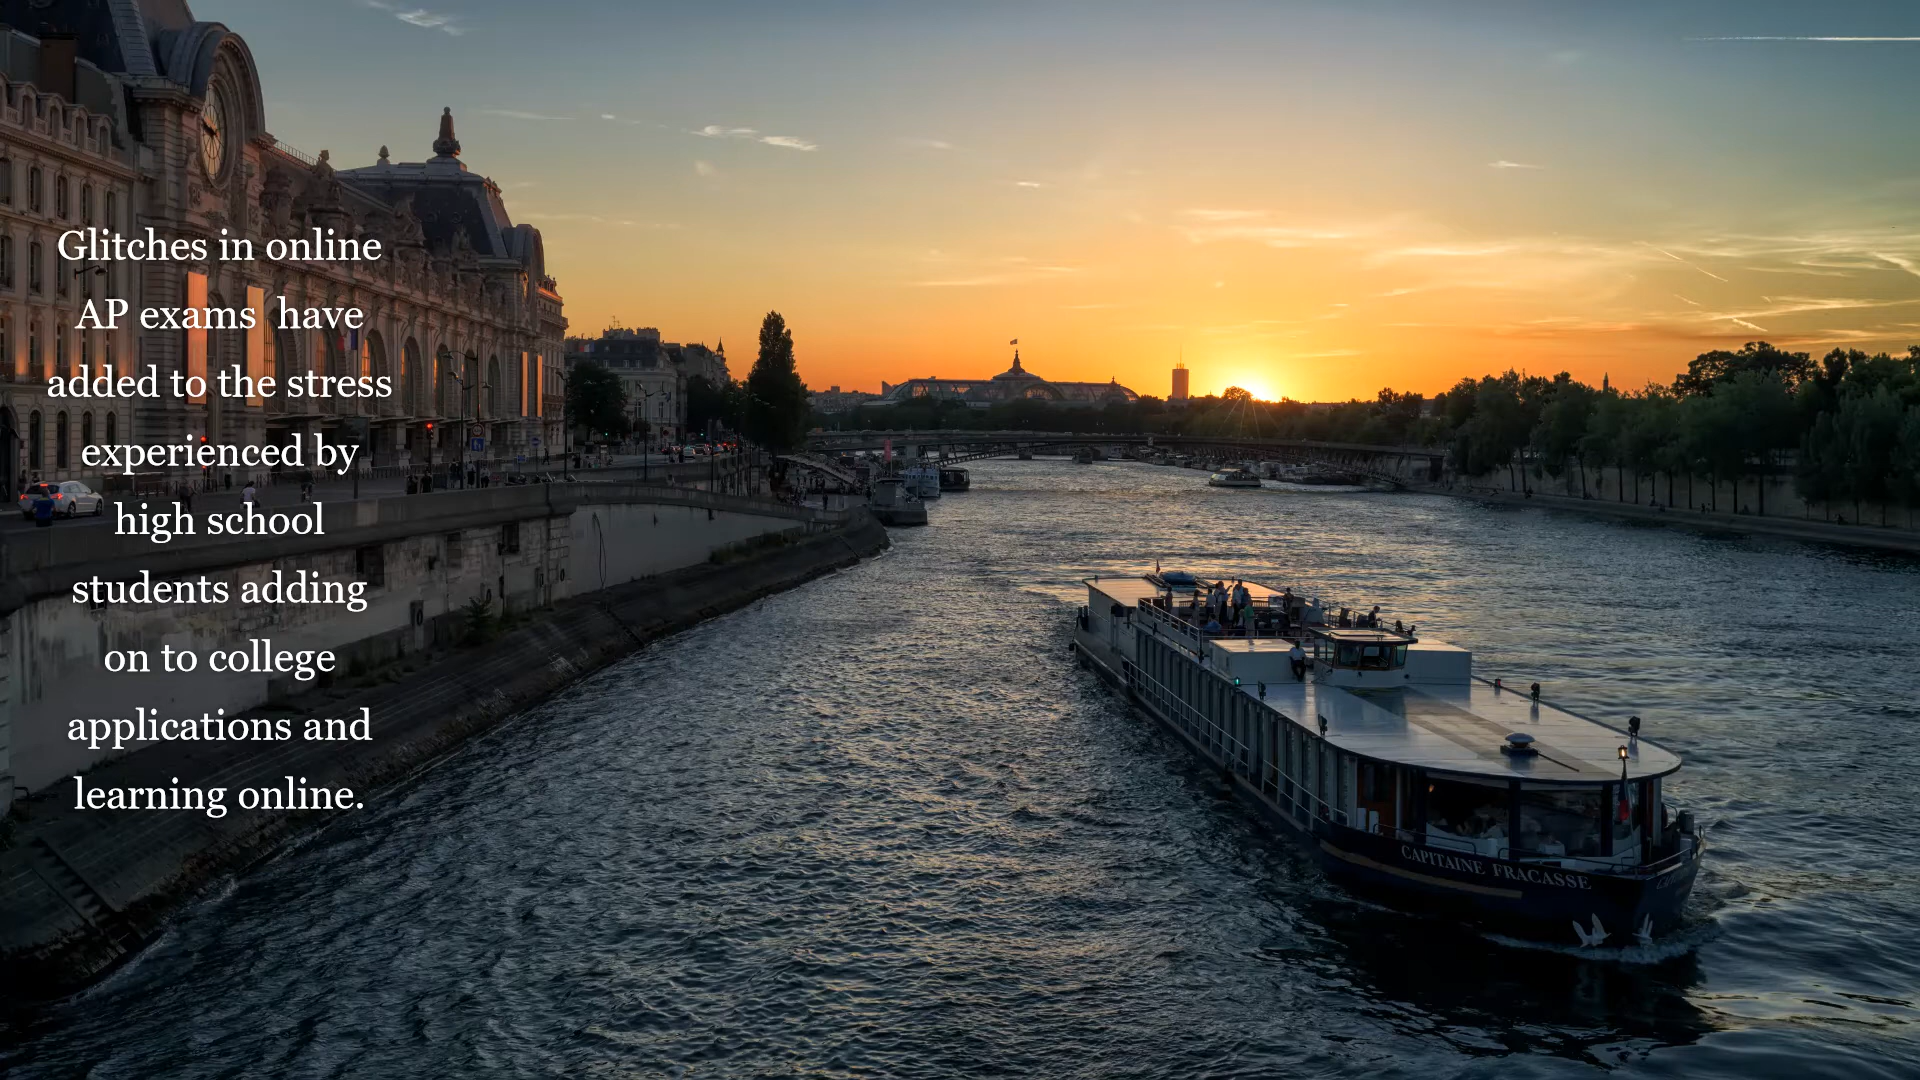 Glitches in online
AP exams  have
added to the stress
experienced by
high school
students adding
on to college
applications and
learning online.
CAPITAINE FRACASSE